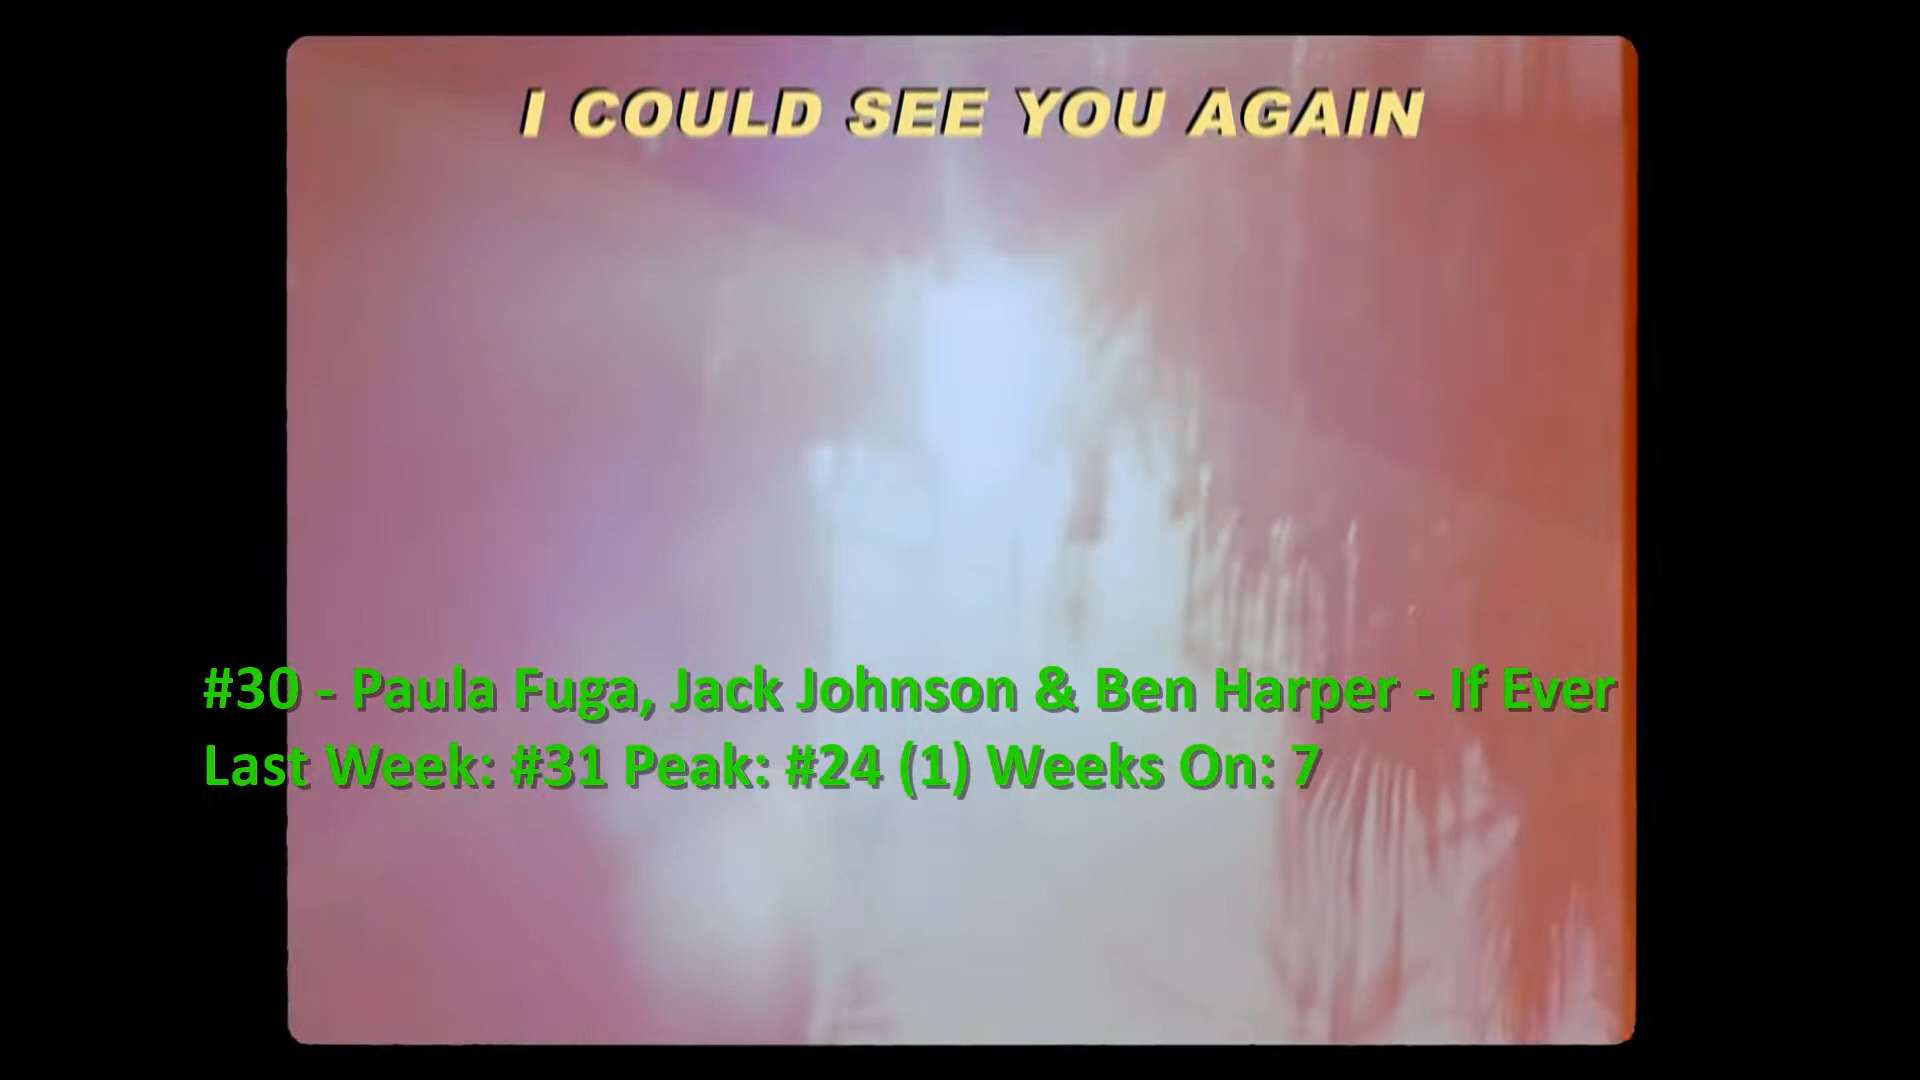 I COULD SEE YOU AGAIN
#30 - Paula Fuga, Jack Johnson & Ben Harper - If Ever
Last Week: #31 Peak: #24 (1) Weeks On: 7